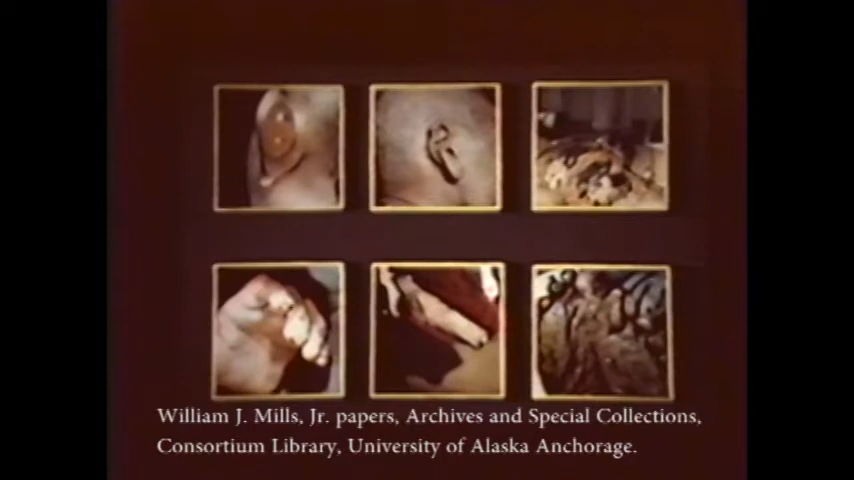 William J. Mills, Jr. papers, Archives and Special Collections,
Consortium Library, University of Alaska Anchorage.